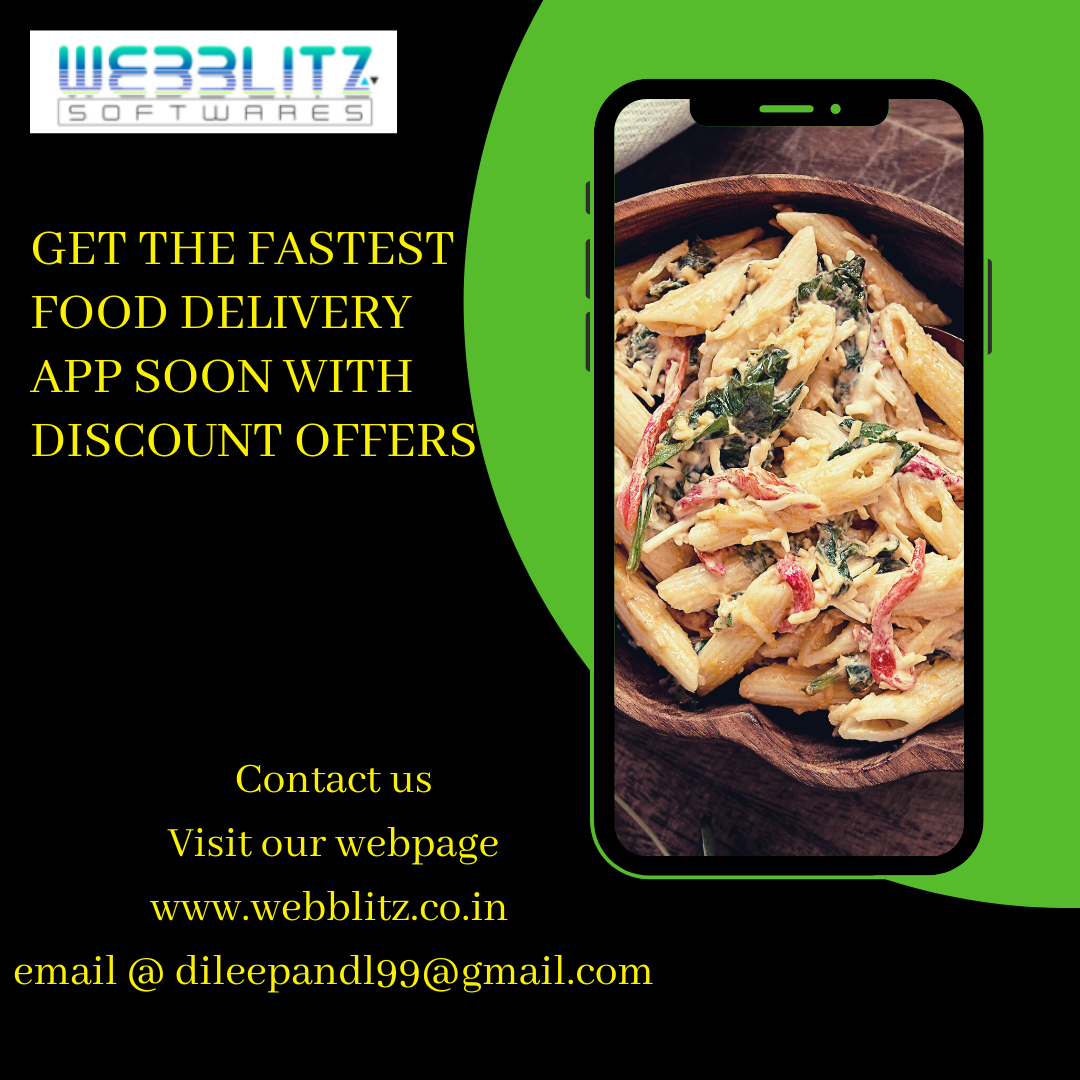 WEBBLITZ
SOFTWARES
GET THE FASTEST
FOOD DELIVERY
APP SOON WITH
DISCOUNT OFFERS
Contact us
Visit our webpage
www.webblitz.co.in
email @ dileepandl99@gmail.com